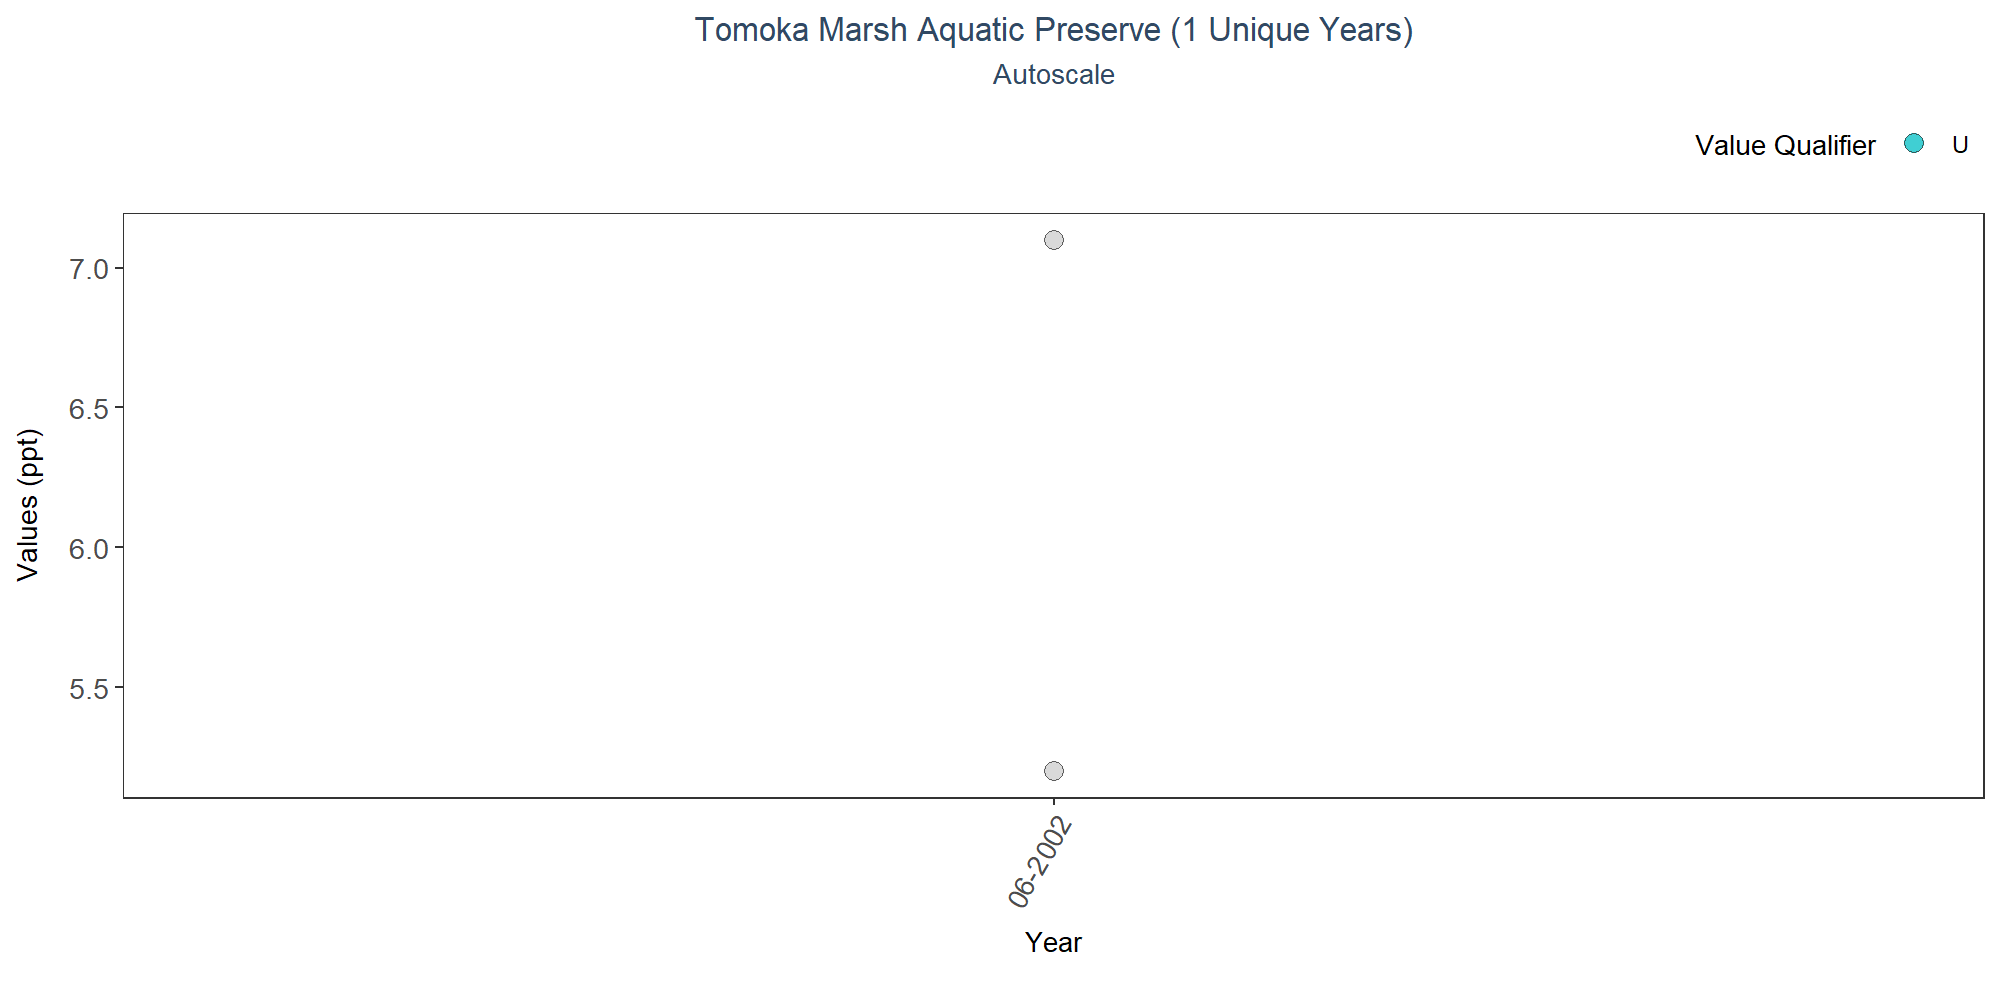 Tomoka Marsh Aquatic Preserve (1 Unique Years)
Autoscale
Value Qualifier U
7.0
6.5
6.0
5.5
Values (ppt)
06-2002
Year